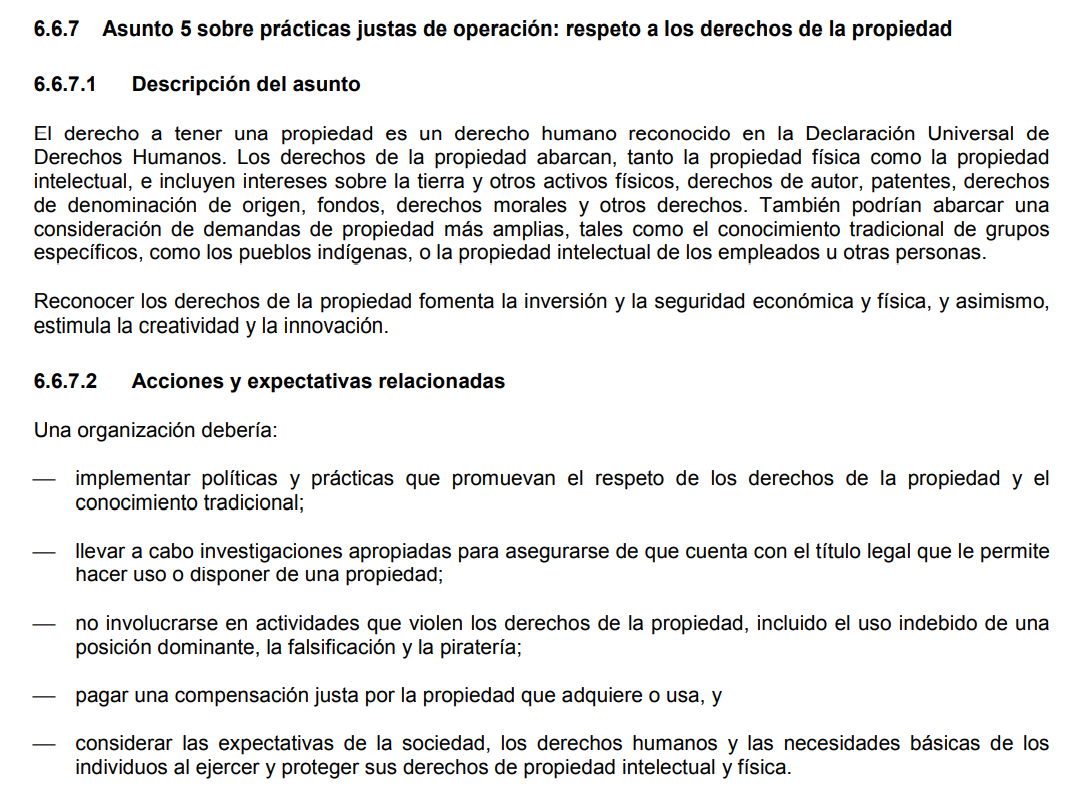 6.6.7 Asunto 5 sobre prácticas justas de operación: respeto a los derechos de la propiedad
6.6.7.1 Descripción del asunto
El derecho a tener una propiedad es un derecho humano reconocido en la Declaración Universal de
Derechos Humanos. Los derechos de la propiedad abarcan, tanto la propiedad física como la propiedad
intelectual, e incluyen intereses sobre la tierra y otros activos físicos, derechos de autor, patentes, derechos
de denominación de origen, fondos, derechos morales y otros derechos. También podrían abarcar una
consideración de demandas de propiedad más amplias, tales como el conocimiento tradicional de grupos
específicos, como los pueblos indígenas, o la propiedad intelectual de los empleados u otras personas.
Reconocer los derechos de la propiedad fomenta la inversión y la seguridad económica y física, y asimismo,
estimula la creatividad y la innovación.
6.6.7.2 Acciones y expectativas relacionadas
Una organización debería:
— implementar políticas y prácticas que promuevan el respeto de los derechos de la propiedad y el
conocimiento tradicional;
— llevar a cabo investigaciones apropiadas para asegurarse de que cuenta con el título legal que le permite
hacer uso o disponer de una propiedad;
— no involucrarse en actividades que violen los derechos de la propiedad, incluido el uso indebido de una
posición dominante, la falsificación y la piratería;
— pagar una compensación justa por la propiedad que adquiere o usa, y
— considerar las expectativas de la sociedad, los derechos humanos y las necesidades básicas de los
individuos al ejercer y proteger sus derechos de propiedad intelectual y física.